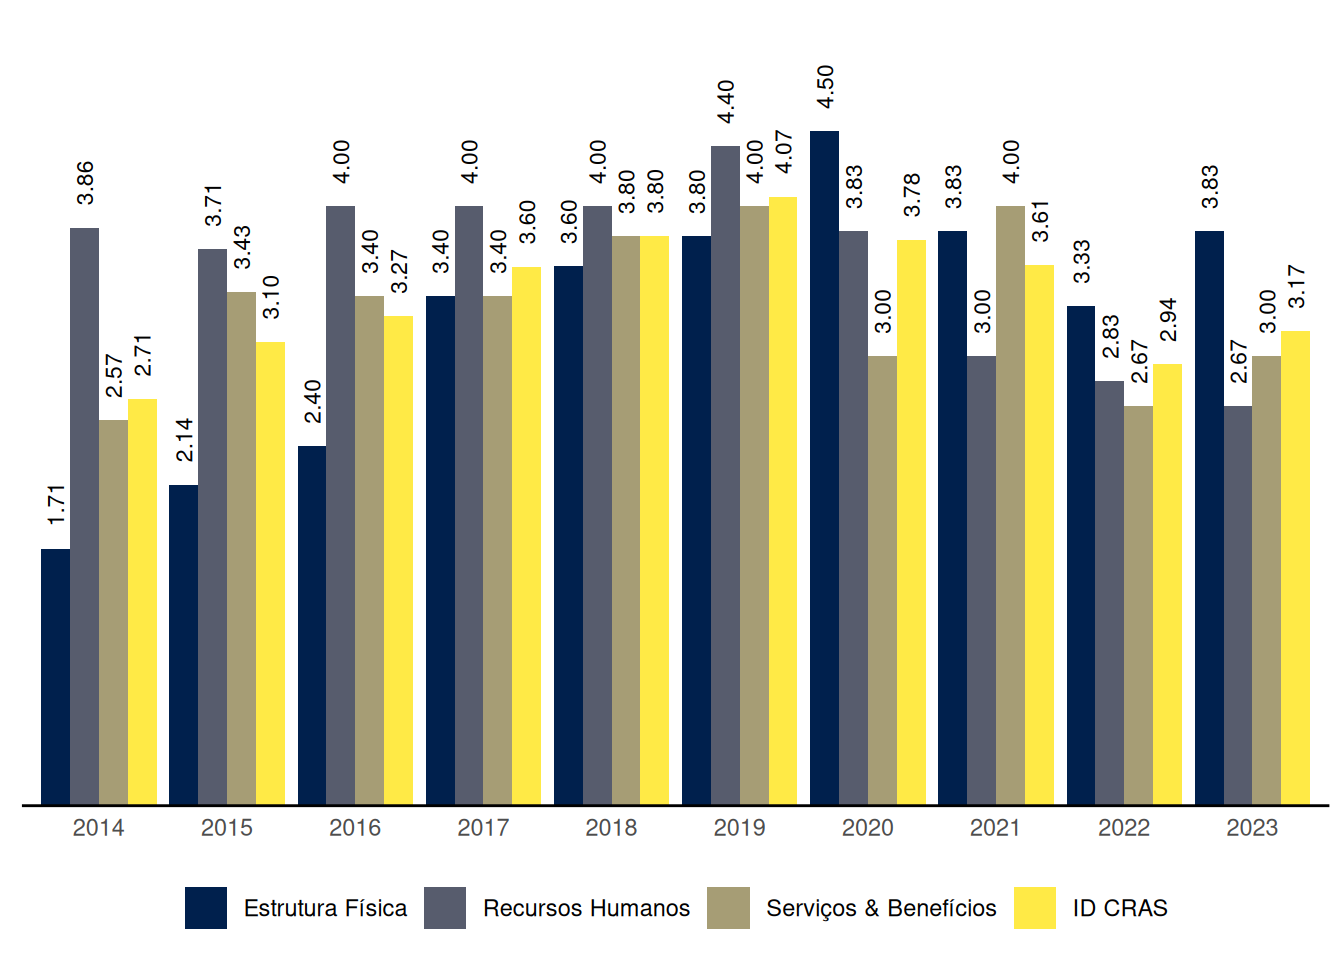 1.71 3.86 2.57 2.71
2.14 3.71 3.43 3.10
2.40 4.00 3.40 3.27
3.40 4.00 3.40 3.60
3.60 4.00 3.80 3.80
3.80 4.40 4.00 4.07
4.50 3.83 3.00 3.78
3.83 3.00 4.00 3.61
3.33 2.83 2.67 2.94
3.83 2.67 3.00 3.17
2014 2015 2016 2017 2018 2019 2020 2021 2022 2023
Estrutura Física Recursos Humanos Serviços & Benefícios ID CRAS